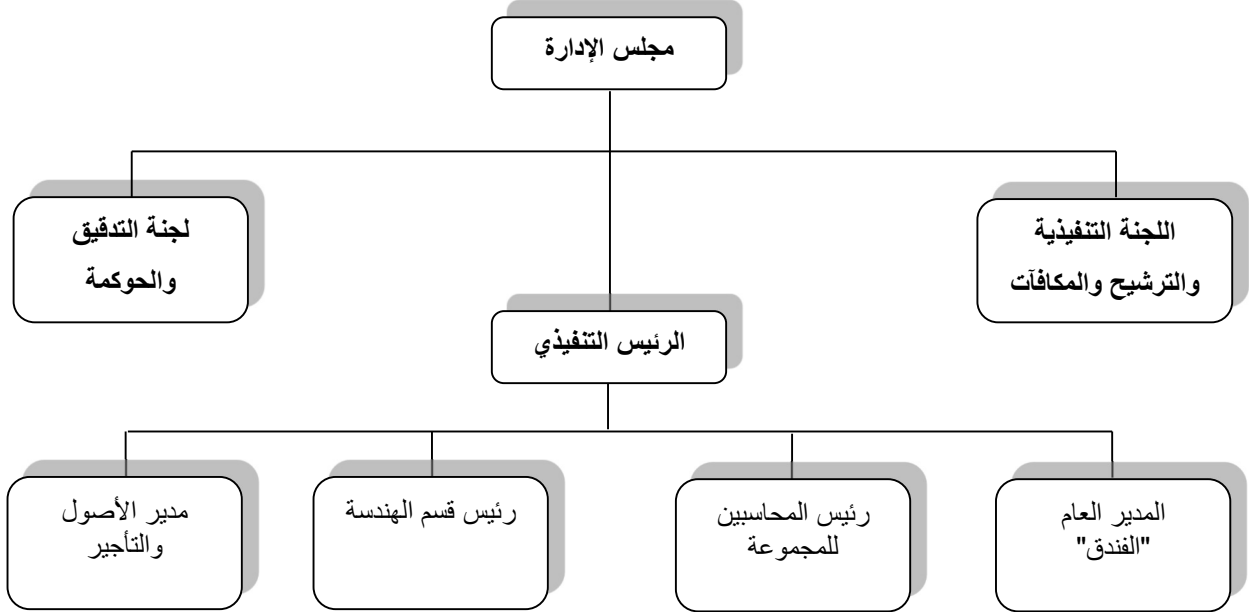 مجلس الإدارة
اللجنة التنفيذية
والترشيح والمكافآت
لجنة التدقيق
والحوكمة
الرئيس التنفيذي
المدير العام
"الفندق"
رئيس المحاسبين
للمجموعة
رئيس قسم الهندسة
مدير الأصول
والتأجير